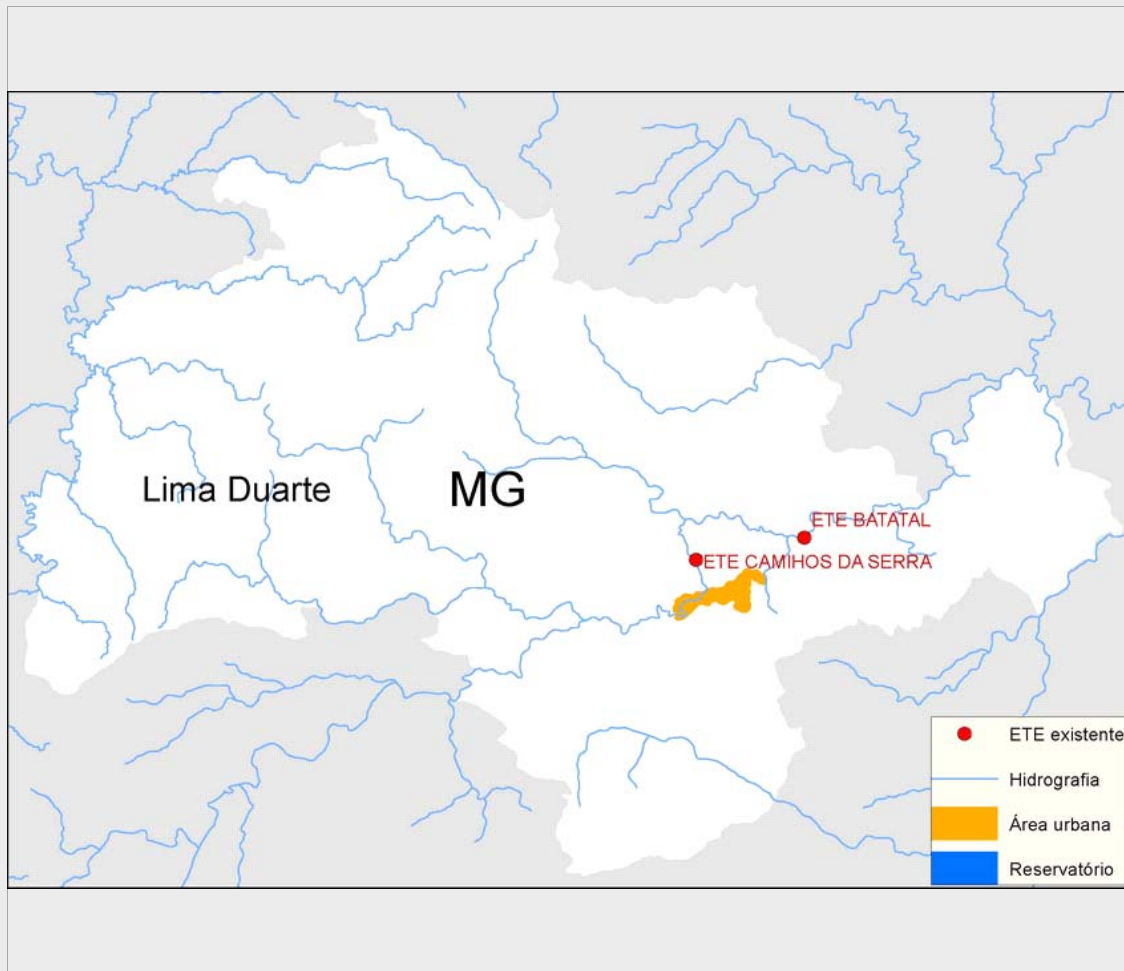 Lima Duarte
MG
ETE BATATAL
ETE CAMIHOS DA SERRA
ETE existente
Hidrografia
Área urbana
Reservatório